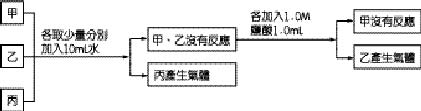 甲
乙
丙
各取少量分別
加入10mL水
甲、乙沒有反應
丙產生氣體
各加入1.0M
鹽酸1.0mL
甲沒有反應
乙產生氣體